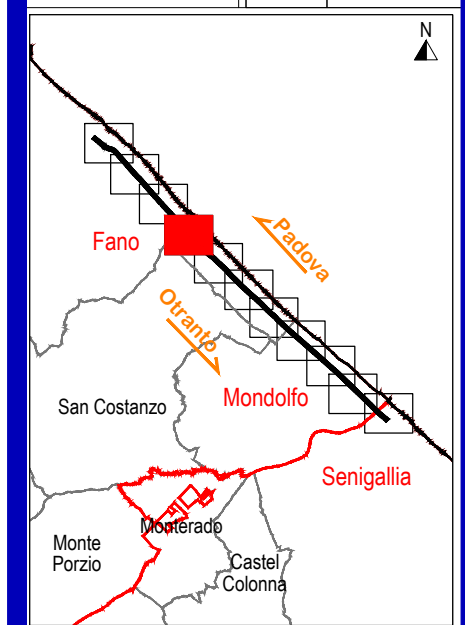 N
Padova
Fano
Otranto
Mondolfo
San Costanzo
Senigallia
Monterado
Monte
Porzio
Castel
Colonna